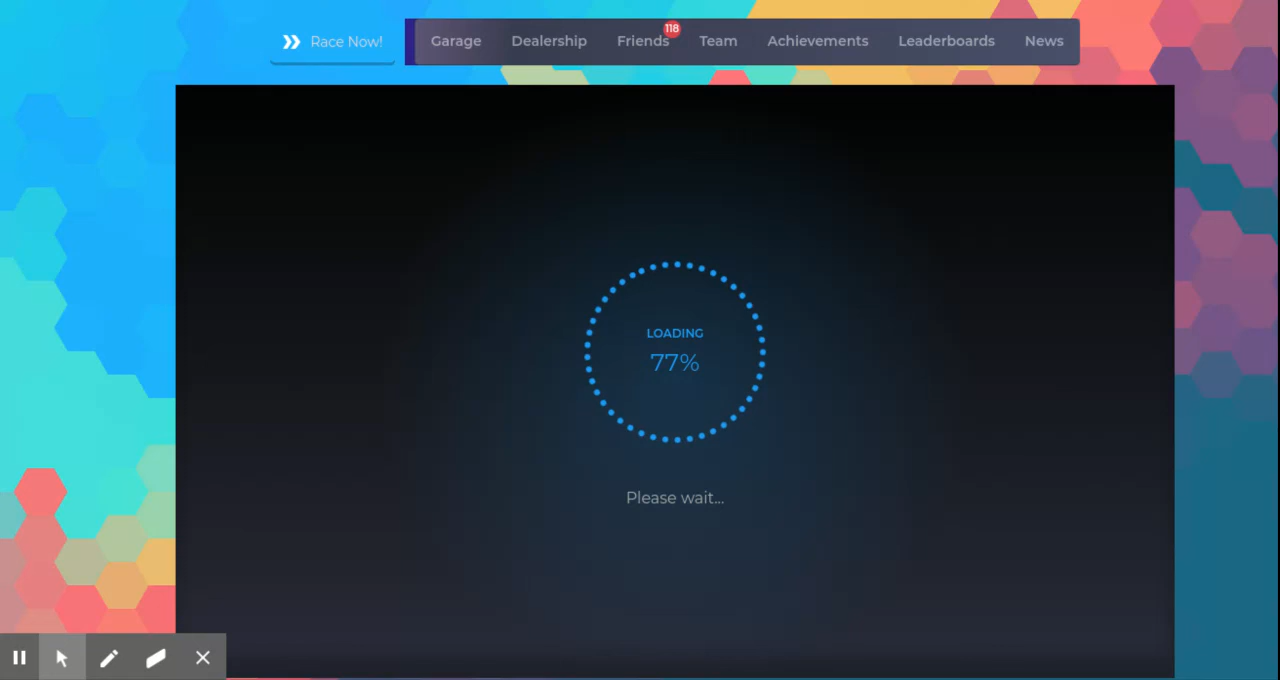 Race Now!
Garage Dealership Friends 118 Team Achievements Leaderboards News
LOADING
77%
Please wait...